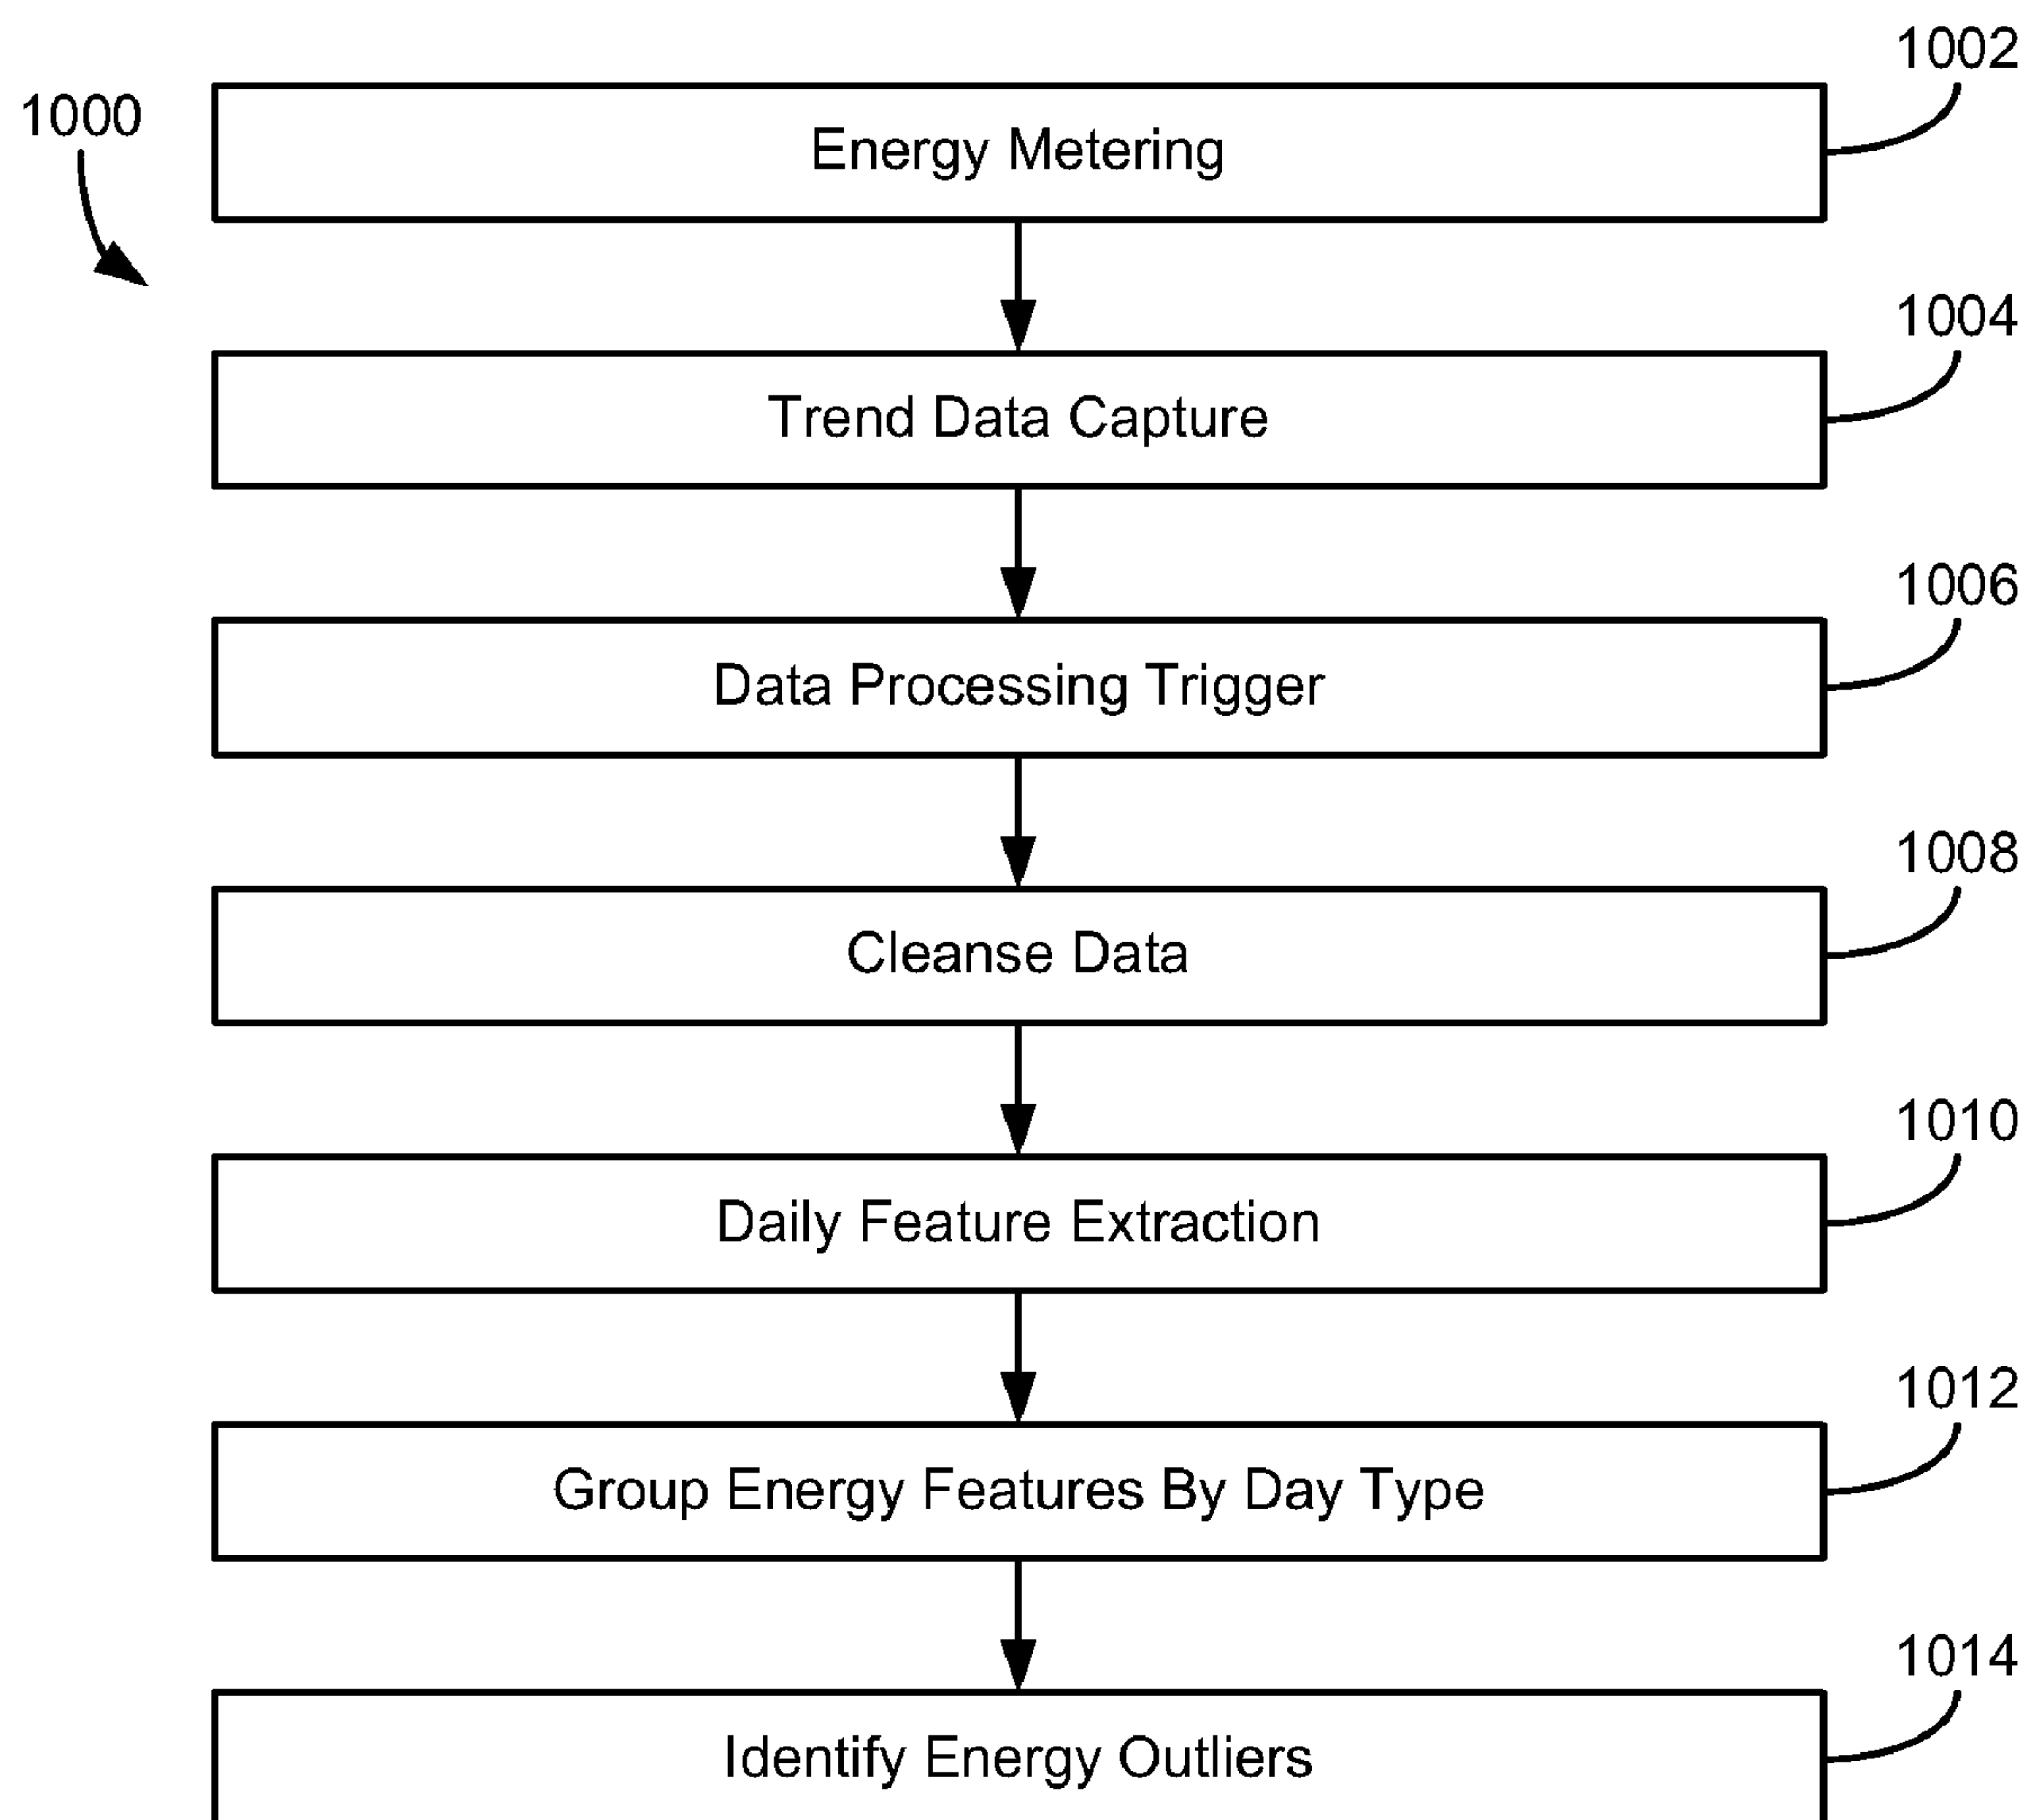 1002
1000
Energy Metering
1004
Trend Data Capture
1006
Data Processing Trigger
1008
Cleanse Data
1010
Daily Feature Extraction
1012
Group Energy Features By Day Type
1014
Identify Energy Outliers